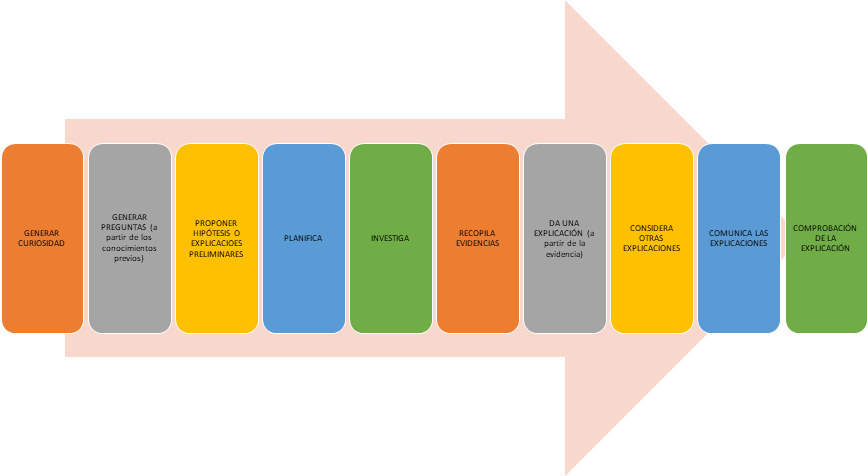 GENERAR
CURIOSIDAD
GENERAR
PREGUNTAS (a
partir de los
conocimientos
previos)
PROPONER
HIPÓTESIS O
EXPLICACIOES
PRELIMINARES
PLANIFICA
INVESTIGA
RECOPILA
EVIDENCIAS
DA UNA
EXPLICACIÓN (a
partir de la
evidencia)
CONSIDERA
OTRAS
EXPLICACIONES
COMUNICA LAS
EXPLICACIONES
COMPROBACIÓN
DE LA
EXPLICACIÓN